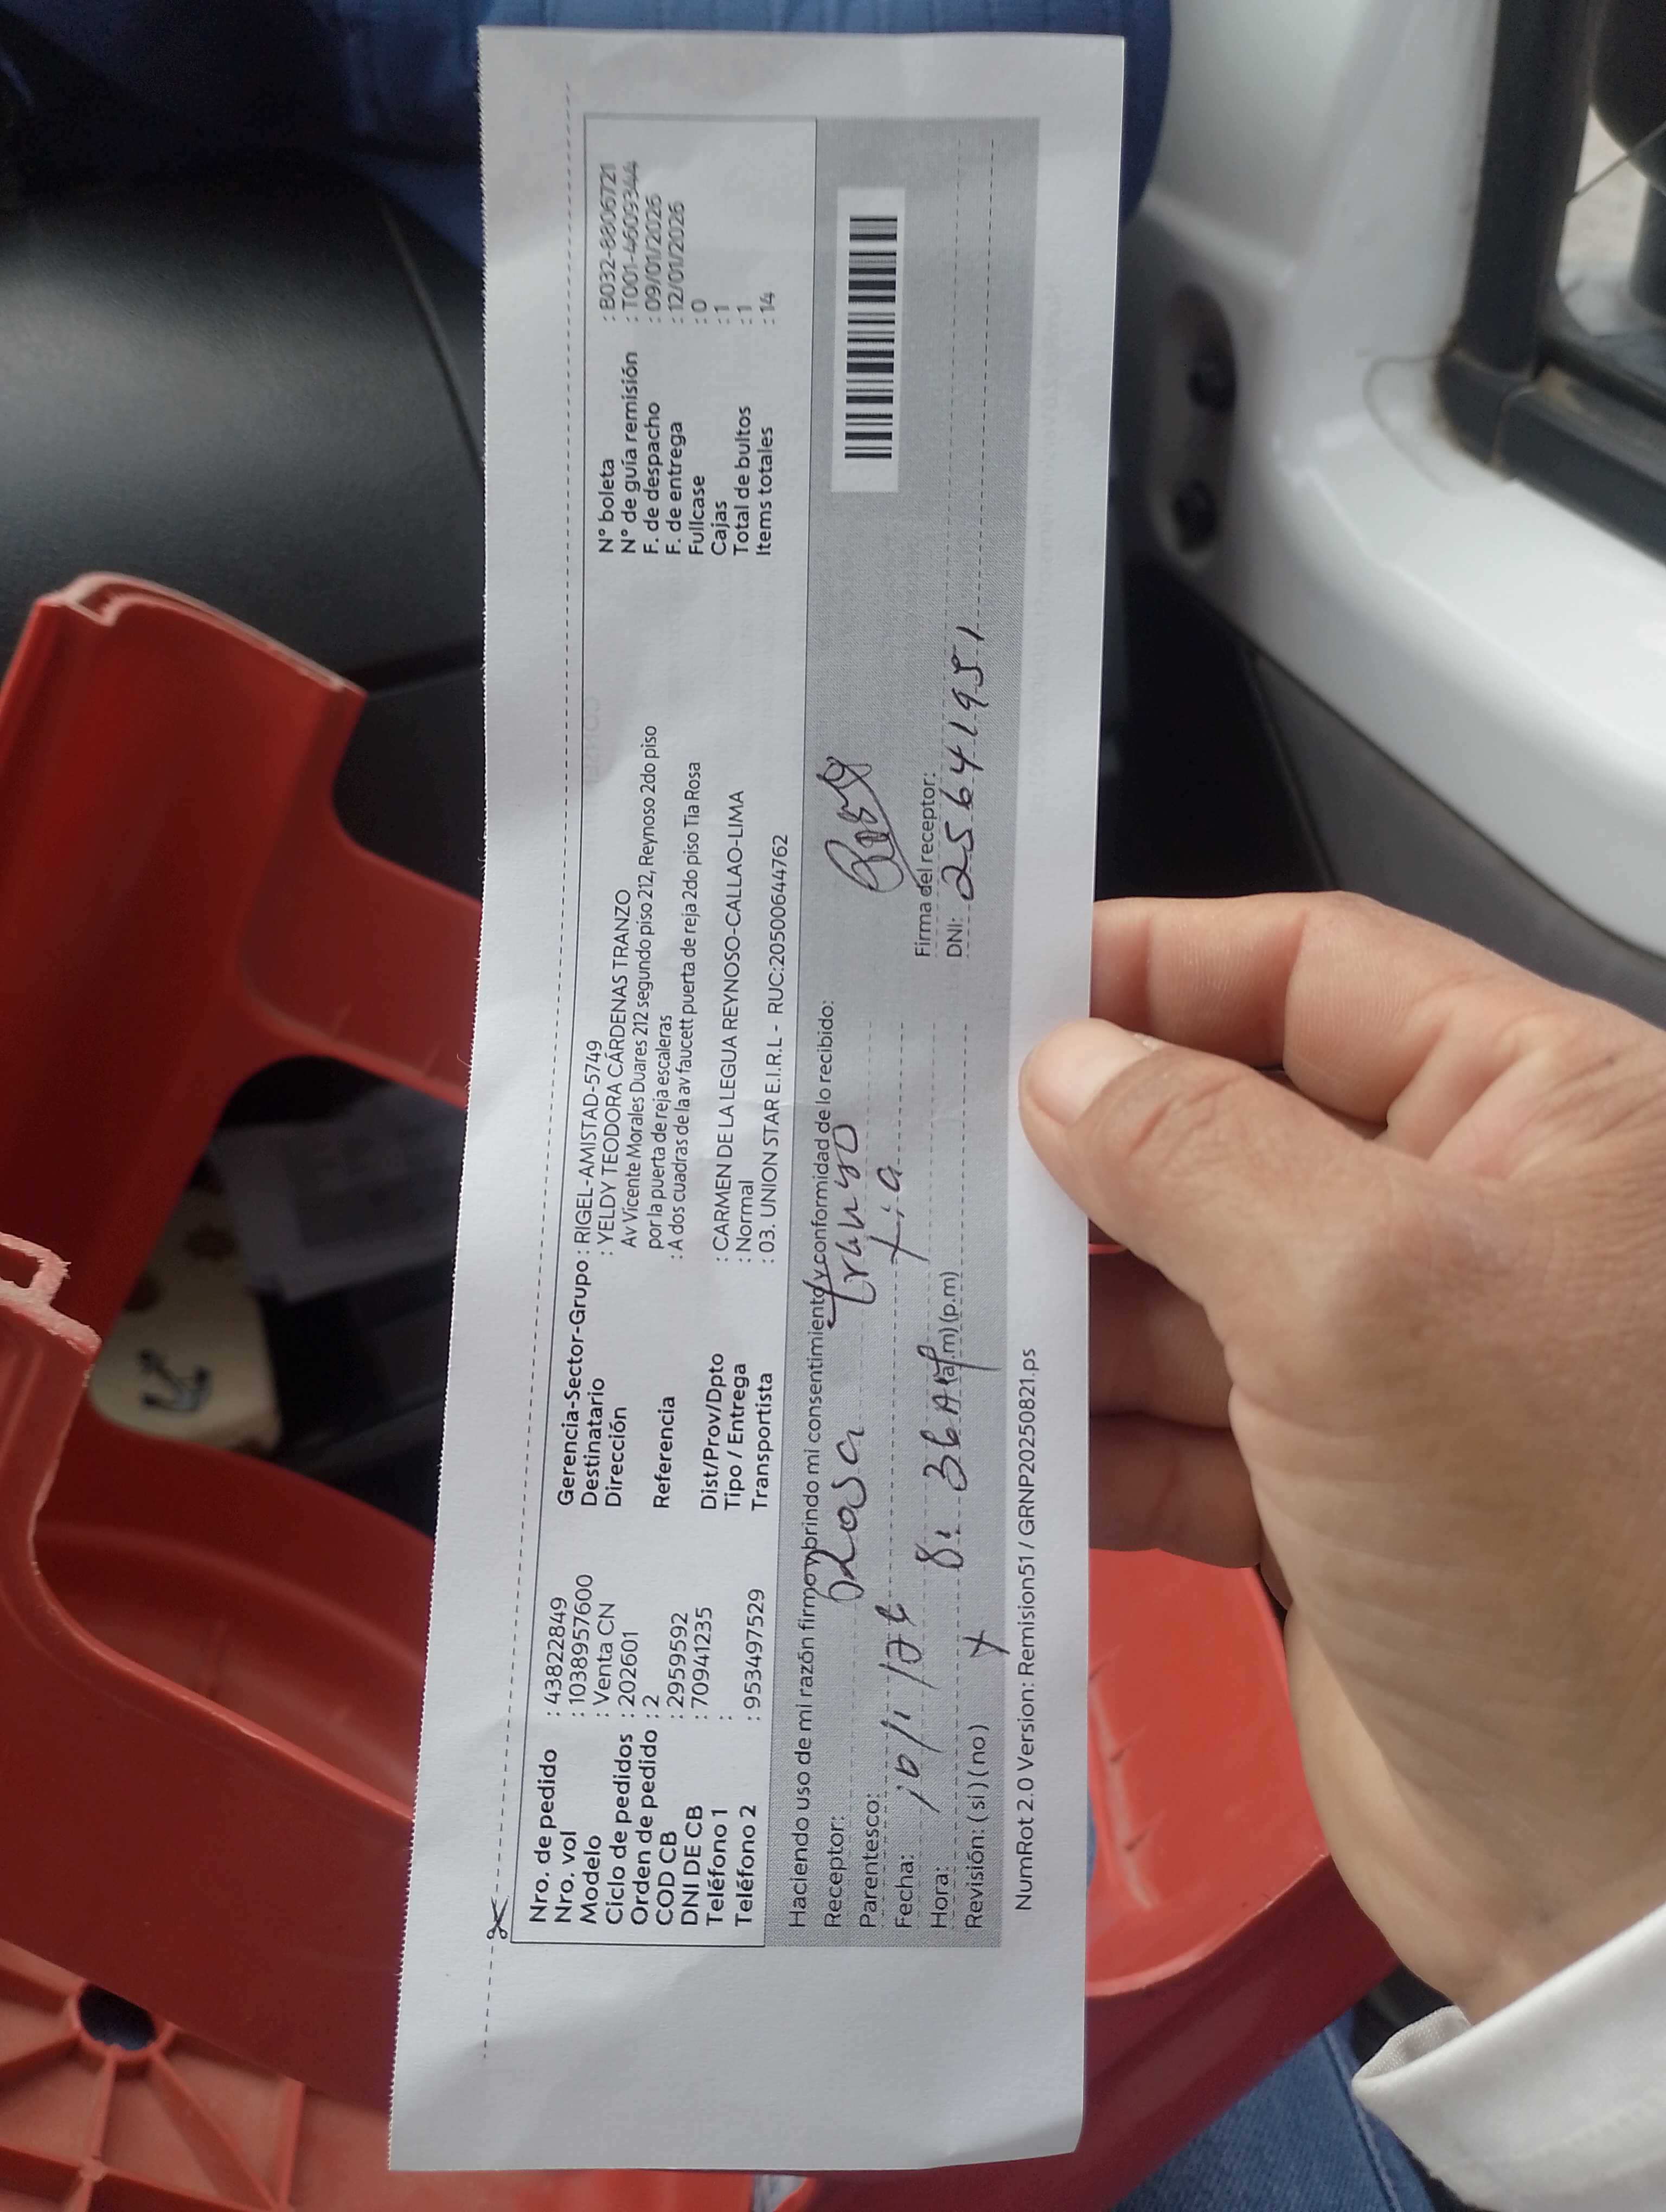 Nro. de pedido : 43822849
Nro. vol : 1038957600
Modelo : Venta CN
Ciclo de pedidos : 202601
Orden de pedido : 2
COD CB : 2959592
DNI DE CB : 70941235
Teléfono 1 :
Teléfono 2 : 953497529
Gerencia-Sector-Grupo : RIGEL-AMISTAD-5749
Destinatario : YELDY TEODORA CÁRDENAS TRANZO
Dirección Av Vicente Morales Duares 212 segundo piso 212, Reynoso 2do piso
por la puerta de reja escaleras
Referencia : A dos cuadras de la av faucett puerta de reja 2do piso Tia Rosa
Dist/Prov/Dpto : CARMEN DE LA LEGUA REYNOSO-CALLAO-LIMA
Tipo / Entrega : Normal
Transportista : 03. UNION STAR E.I.R.L - RUC:20500644762
N° boleta : B032-8806721
N° de guía remisión : T001-4609344
F. de despacho : 09/01/2026
F. de entrega : 12/01/2026
Fullcase : 0
Cajas : 1
Total de bultos : 1
Items totales : 14
Haciendo uso de mi razón firmo y brindo mi consentimiento y conformidad de lo recibido:
Receptor: Rosa
Parentesco: tia
Fecha:
Hora: 8:36 (a.m) (p.m)
Revisión: ( si ) ( no )
Firma del receptor:
DNI: 25641951
NumRot 2.0 Version: Remision51 / GRNP20250821.ps